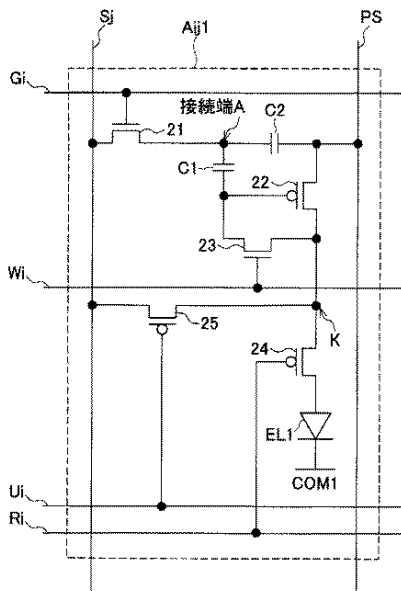 Sj
Aij1
PS
Gi
接続端A
C2
21
C1
22
23
Wi
25
24
K
EL1
COM1
Ui
Ri